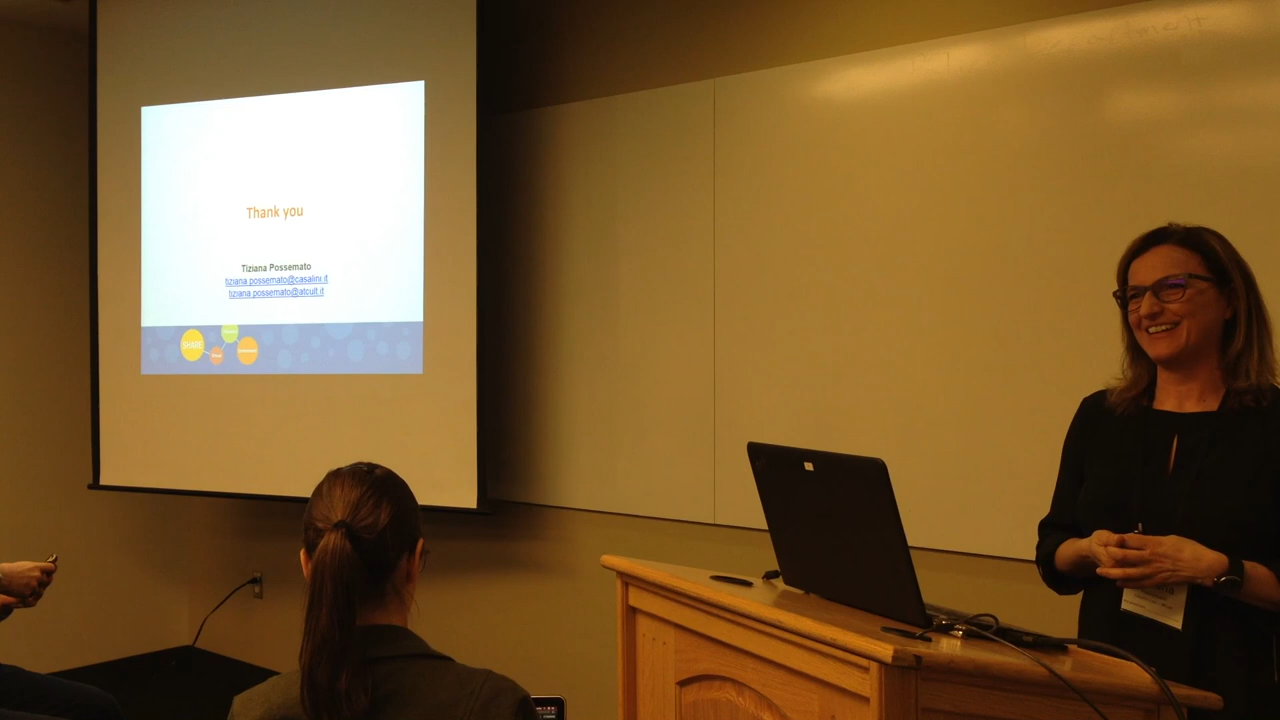 Thank you
Tiziana Possemato
tiziana.possemato@casalini.it
tiziana.possemato@atcult.it
SHARE